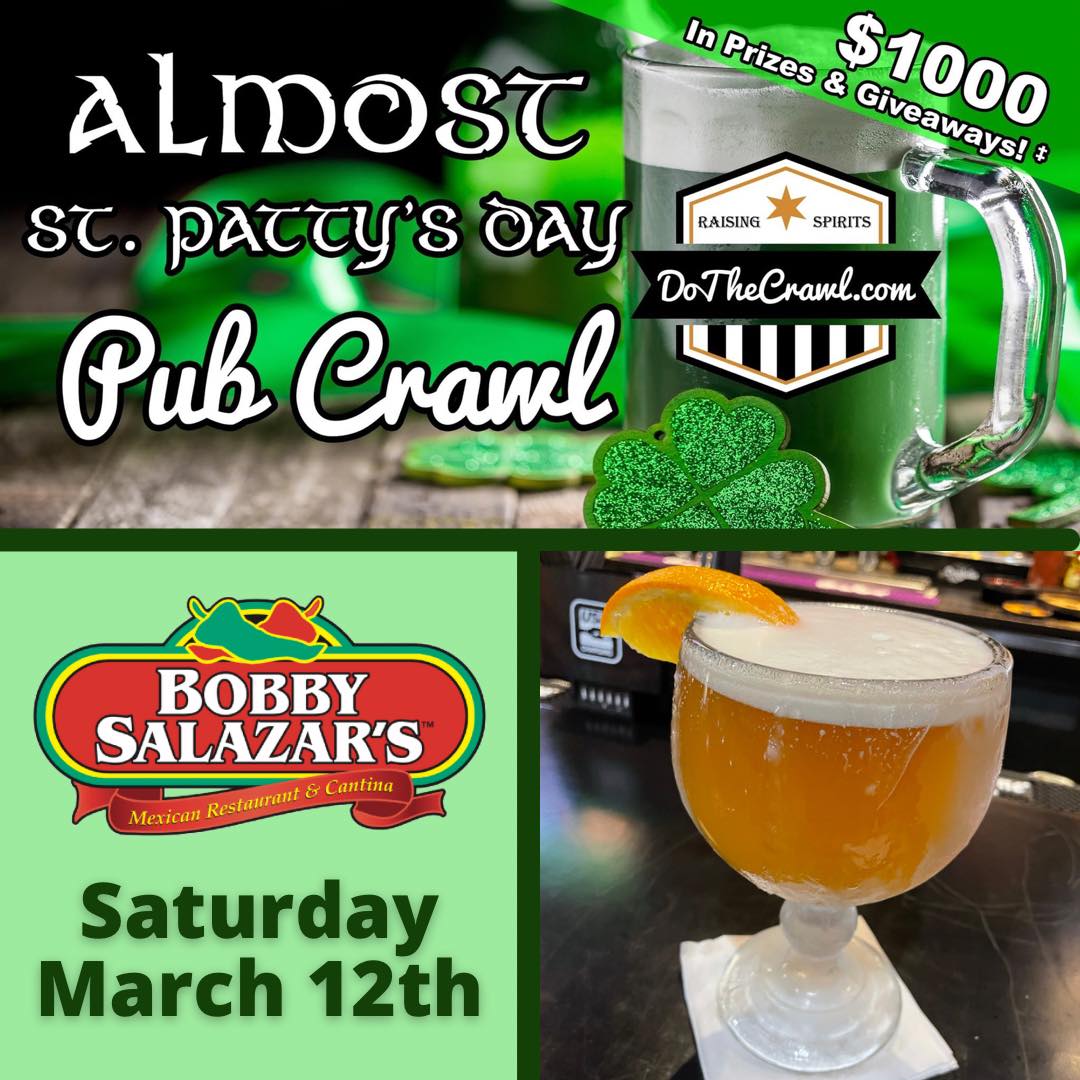 $1000
In Prizes & Giveaways! ‡
ALMOST
ST. PATTY'S DAY
Pub Crawl
RAISING SPIRITS
DoTheCrawl.com
BOBBY
SALAZAR'S™
Mexican Restaurant & Cantina
Saturday
March 12th